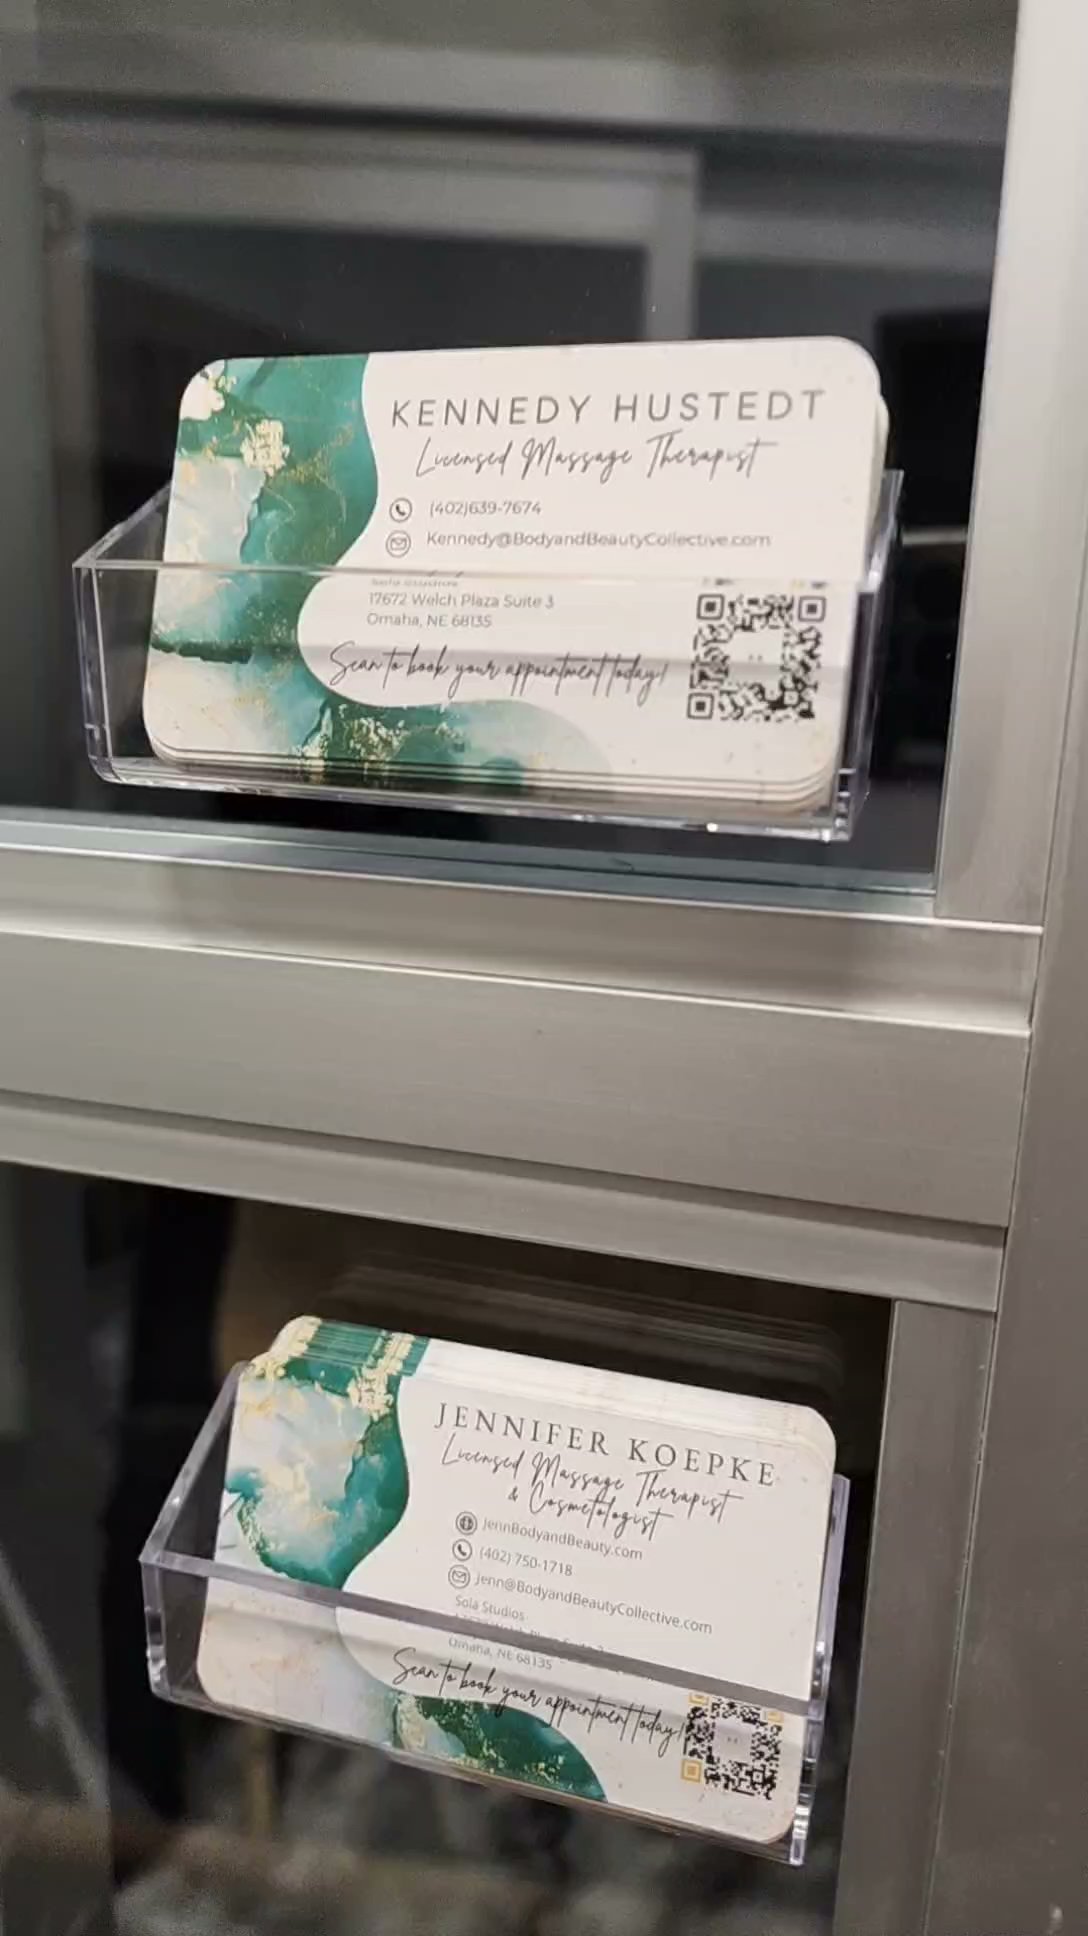 KENNEDY HUSTEDT
Licensed Massage Therapist
(402)639-7674
Kennedy@BodyandBeautyCollective.com
Sola Studios
17672 Welch Plaza Suite 3
Omaha, NE 68135
Scan to book your appointment today!
JENNIFER KOEPKE
Licensed Massage Therapist
& Cosmetologist
JennBodyandBeauty.com
(402) 750-1718
Jenn@BodyandBeautyCollective.com
Sola Studios
Omaha, NE 68135
Scan to book your appointment today!